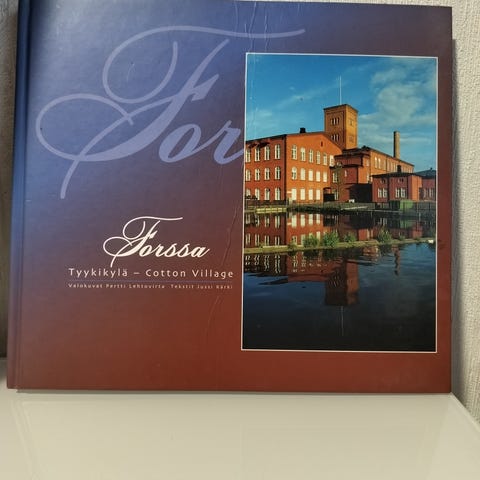 For
Forssa
Tyykikylä – Cotton Village
Valokuvat Pertti Lehtovirta Tekstit Jussi Kärki